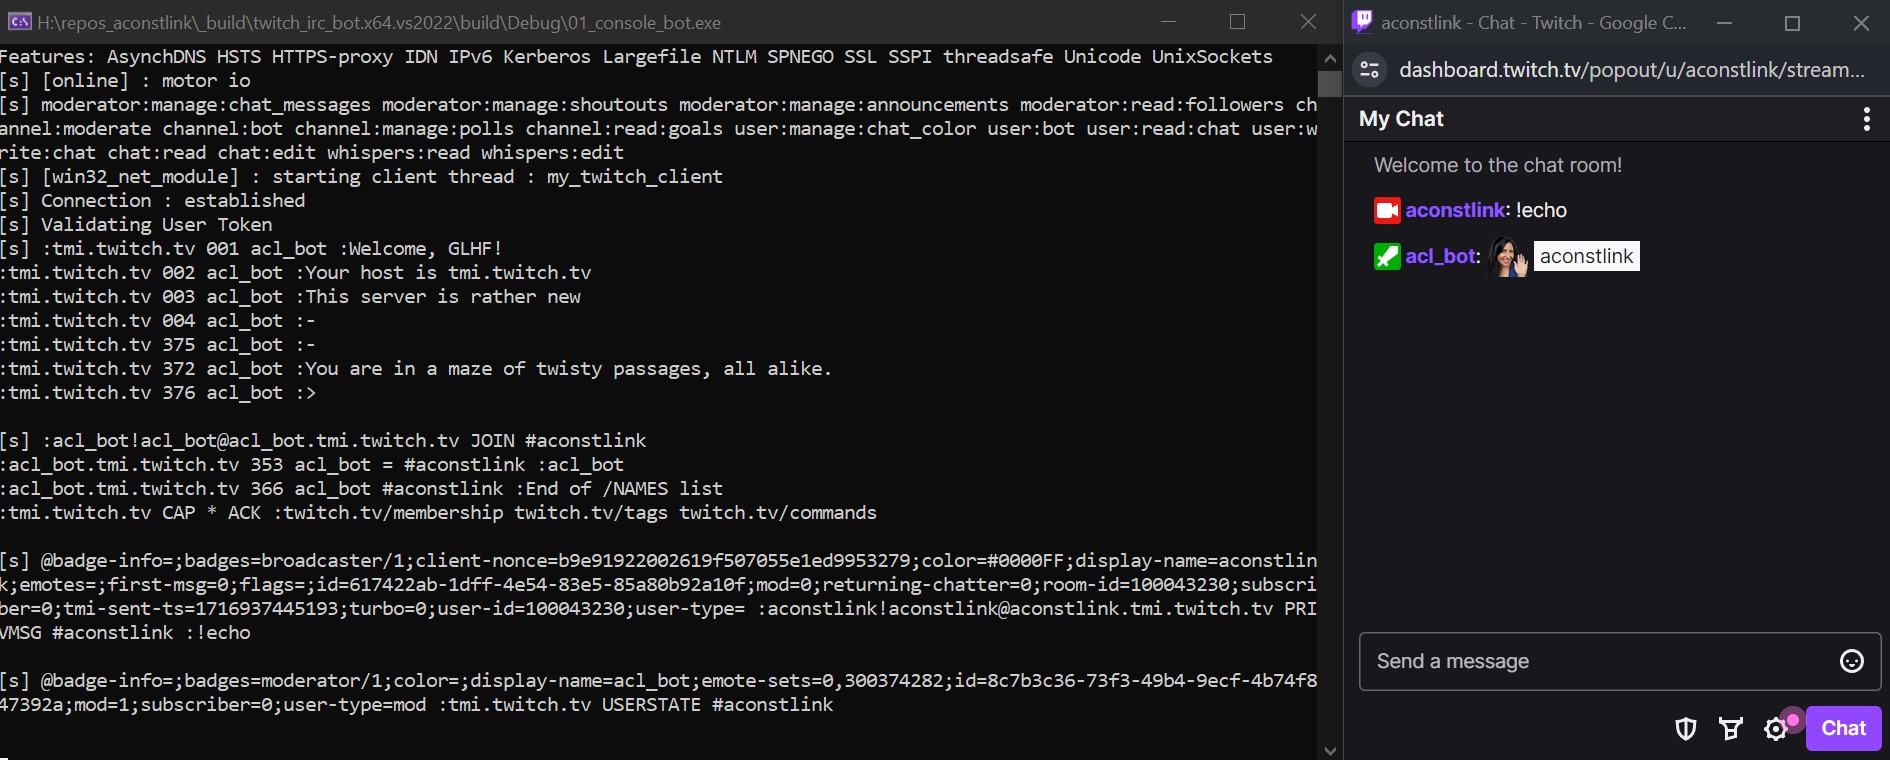 H:\repos_aconstlink\_build\twitch_irc_bot.x64.vs2022\build\Debug\01_console_bot.exe
Features: AsynchDNS HSTS HTTPS-proxy IDN IPv6 Kerberos Largefile NTLM SPNEGO SSL SSPI threadsafe Unicode UnixSockets
[s] [online] : motor io
[s] moderator:manage:chat_messages moderator:manage:shoutouts moderator:manage:announcements moderator:read:followers ch
annel:moderate channel:bot channel:manage:polls channel:read:goals user:manage:chat_color user:bot user:read:chat user:w
rite:chat chat:read chat:edit whispers:read whispers:edit
[s] [win32_net_module] : starting client thread : my_twitch_client
[s] Connection : established
[s] Validating User Token
[s] :tmi.twitch.tv 001 acl_bot :Welcome, GLHF!
:tmi.twitch.tv 002 acl_bot :Your host is tmi.twitch.tv
:tmi.twitch.tv 003 acl_bot :This server is rather new
:tmi.twitch.tv 004 acl_bot :-
:tmi.twitch.tv 375 acl_bot :-
:tmi.twitch.tv 372 acl_bot :You are in a maze of twisty passages, all alike.
:tmi.twitch.tv 376 acl_bot :>
[s] :acl_bot!acl_bot@acl_bot.tmi.twitch.tv JOIN #aconstlink
:acl_bot.tmi.twitch.tv 353 acl_bot = #aconstlink :acl_bot
:acl_bot.tmi.twitch.tv 366 acl_bot #aconstlink :End of /NAMES list
:tmi.twitch.tv CAP * ACK :twitch.tv/membership twitch.tv/tags twitch.tv/commands
[s] @badge-info=;badges=broadcaster/1;client-nonce=b9e91922002619f507055e1ed9953279;color=#0000FF;display-name=aconstlin
k;emotes=;first-msg=0;flags=;id=617422ab-1dff-4e54-83e5-85a80b92a10f;mod=0;returning-chatter=0;room-id=100043230;subscri
ber=0;tmi-sent-ts=1716937445193;turbo=0;user-id=100043230;user-type= :aconstlink!aconstlink@aconstlink.tmi.twitch.tv PRI
VMSG #aconstlink :!echo
[s] @badge-info=;badges=moderator/1;color=;display-name=acl_bot;emote-sets=0,300374282;id=8c7b3c36-73f3-49b4-9ecf-4b74f8
47392a;mod=1;subscriber=0;user-type=mod :tmi.twitch.tv USERSTATE #aconstlink
aconstlink - Chat - Twitch - Google C...
dashboard.twitch.tv/popout/u/aconstlink/stream...
My Chat
Welcome to the chat room!
aconstlink: !echo
acl_bot: aconstlink
Send a message
Chat